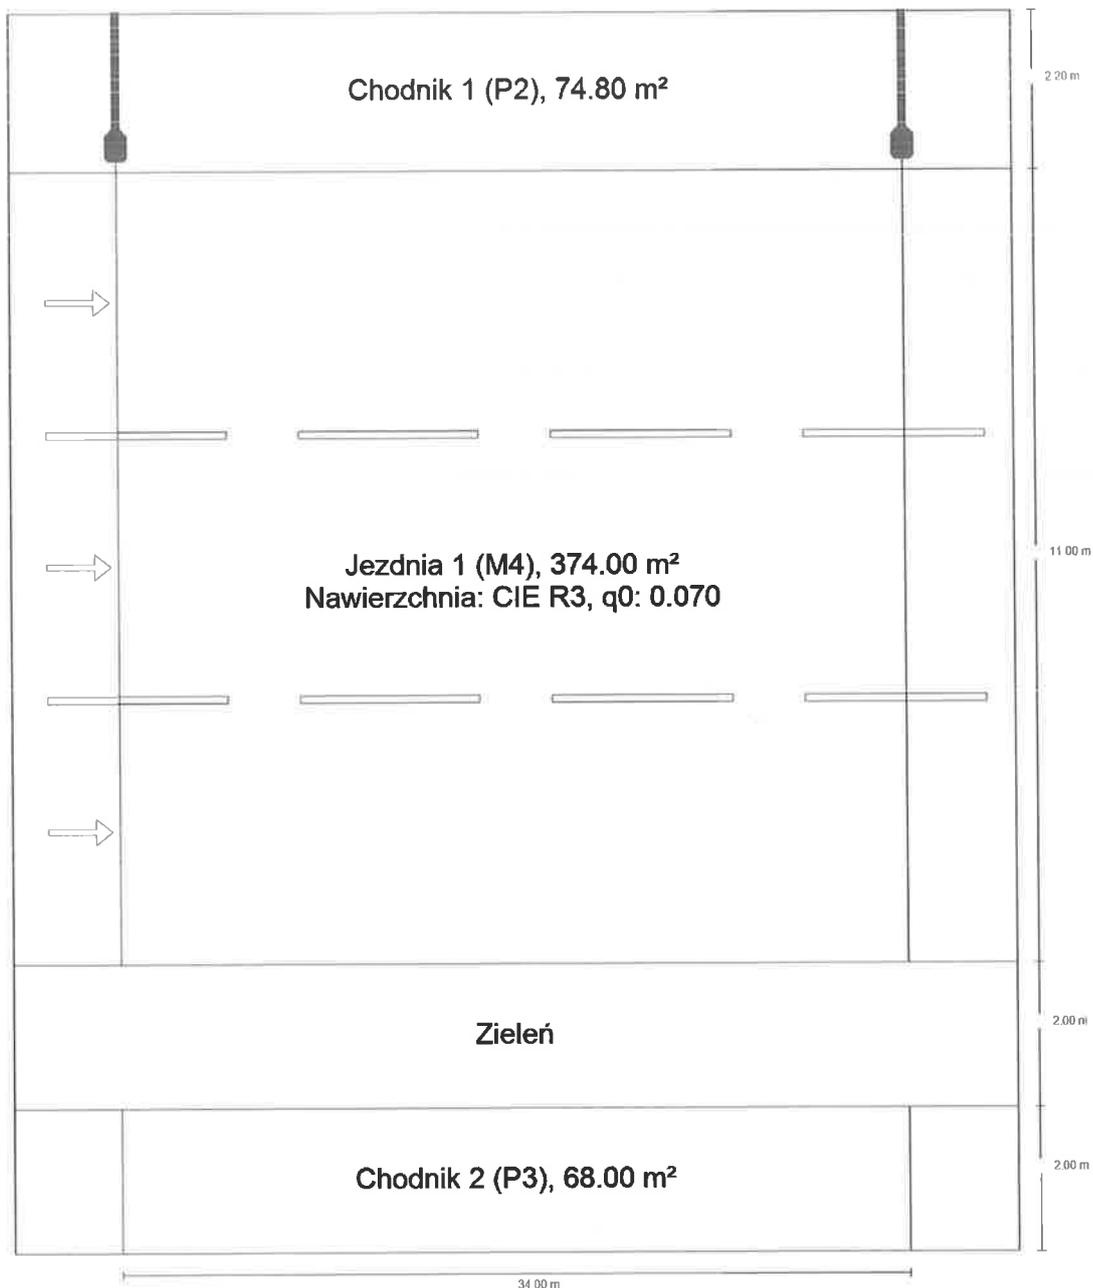 Chodnik 1 (P2), 74.80 m²
2.20 m
Jezdnia 1 (M4), 374.00 m²
Nawierzchnia: CIE R3, q0: 0.070
11.00 m
Zieleń
2.00 m
Chodnik 2 (P3), 68.00 m²
2.00 m
34.00 m